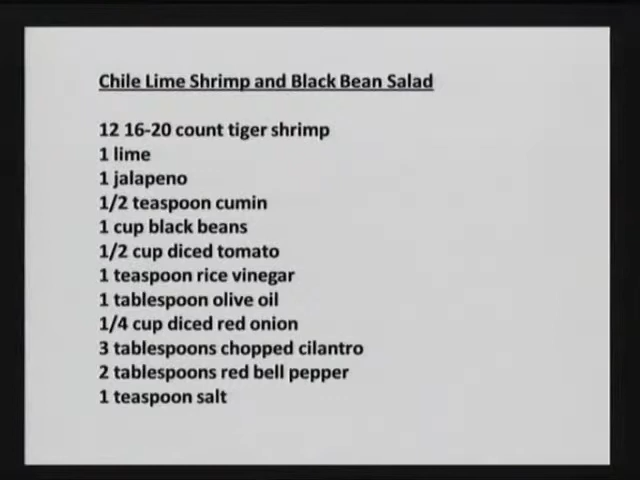 Chile Lime Shrimp and Black Bean Salad
12 16-20 count tiger shrimp
1 lime
1 jalapeno
1/2 teaspoon cumin
1 cup black beans
1/2 cup diced tomato
1 teaspoon rice vinegar
1 tablespoon olive oil
1/4 cup diced red onion
3 tablespoons chopped cilantro
2 tablespoons red bell pepper
1 teaspoon salt